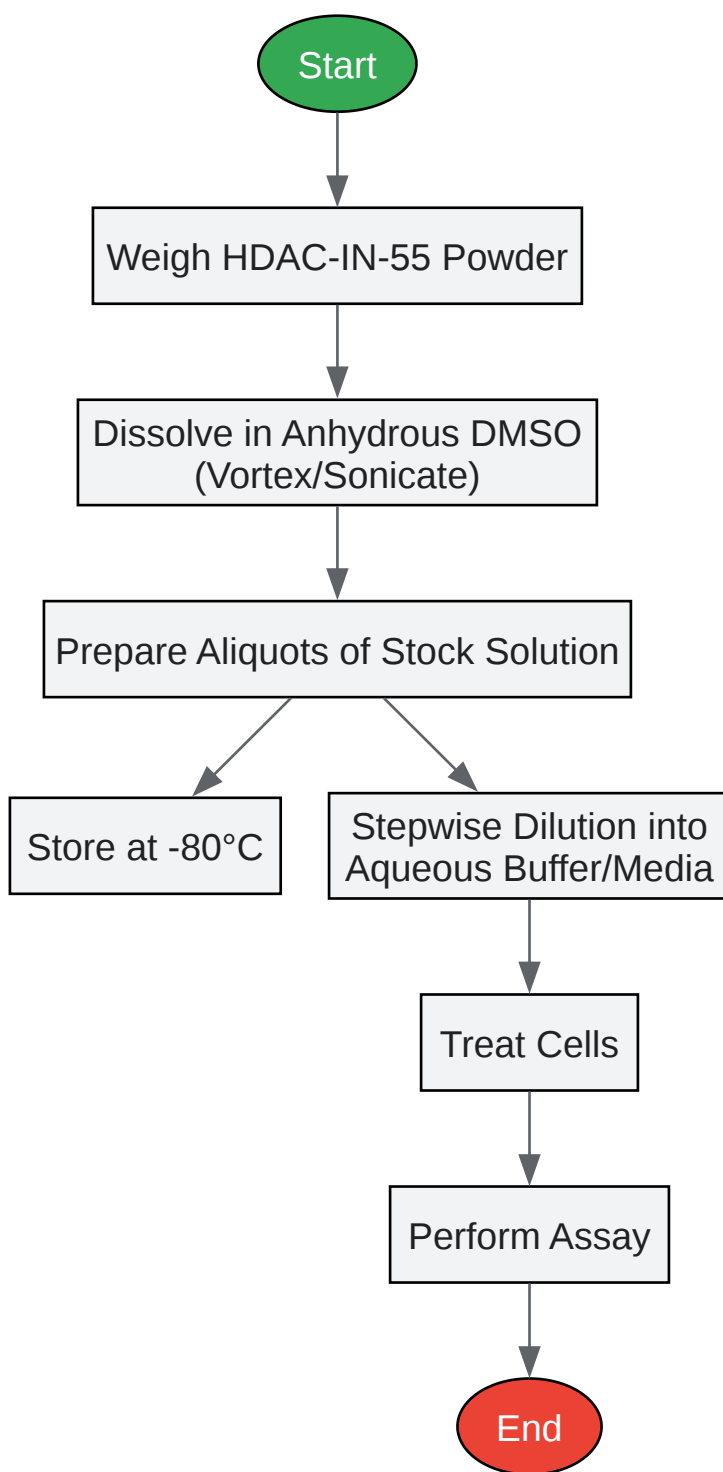 Start
Weigh HDAC-IN-55 Powder
Dissolve in Anhydrous DMSO
(Vortex/Sonicate)
Prepare Aliquots of Stock Solution
Store at -80°C
Stepwise Dilution into
Aqueous Buffer/Media
Treat Cells
Perform Assay
End